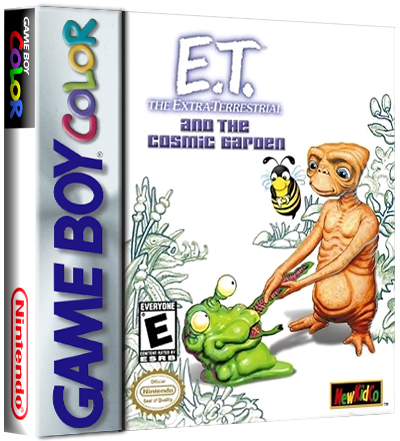 GAME BOY
COLOR
Nintendo
GAME BOY COLOR
E.T.
THE EXTRA-TERRESTRIAL
AND THE
COSMIC GARDEN
EVERYONE
E
CONTENT RATED BY
ESRB
Official
Nintendo
Seal of Quality
NewKidCo
TM